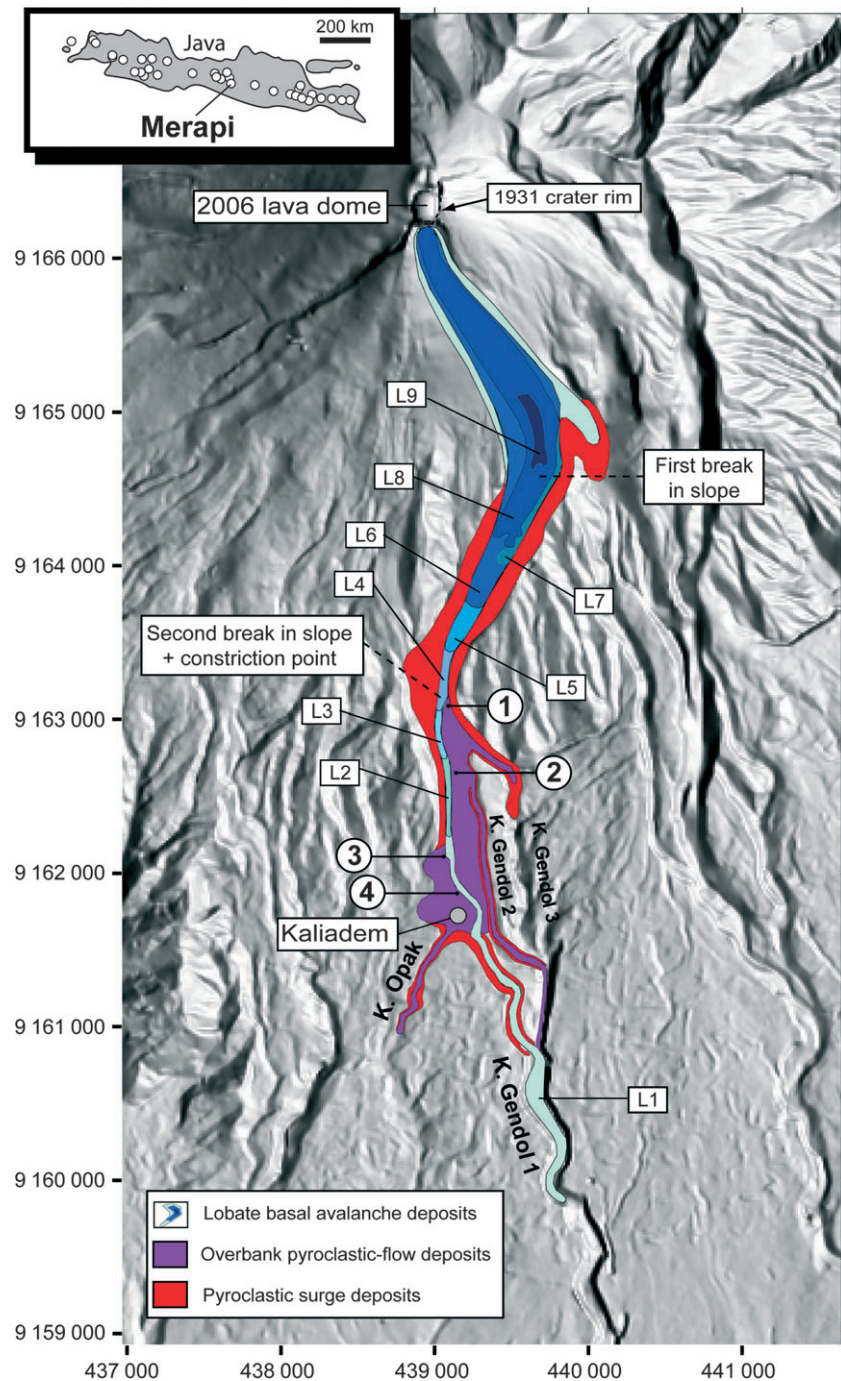 Java
200 km
Merapi
2006 lava dome
1931 crater rim
9 166 000
9 165 000
L9
First break
in slope
L8
L6
9 164 000
L4
L7
Second break in slope
+ constriction point
L5
9 163 000
1
L3
2
L2
K. Gendol 2
K. Gendol 3
9 162 000
3
4
Kaliadem
K. Opak
9 161 000
K. Gendol 1
L1
9 160 000
Lobate basal avalanche deposits
Overbank pyroclastic-flow deposits
Pyroclastic surge deposits
9 159 000
437 000
438 000
439 000
440 000
441 000